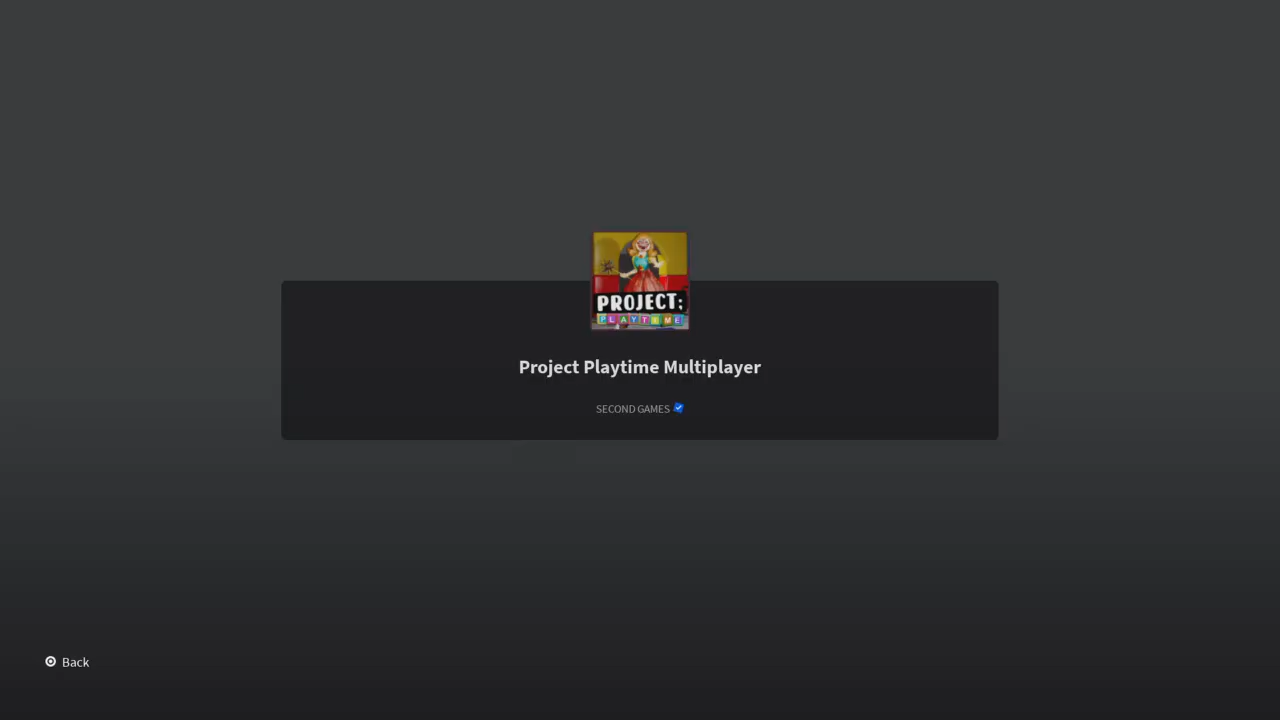 PROJECT:
PLAYTIME
Project Playtime Multiplayer
SECOND GAMES
Back